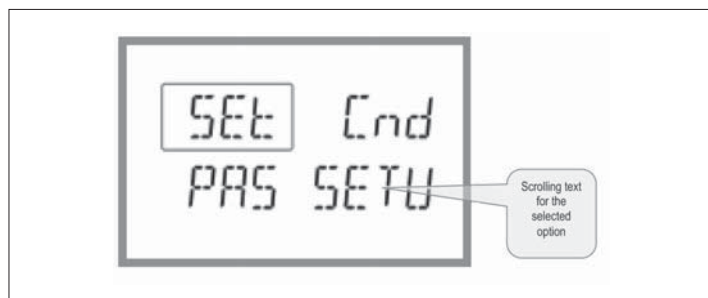 SEt Cnd
PAS SETU
Scrolling text
for the
selected
option